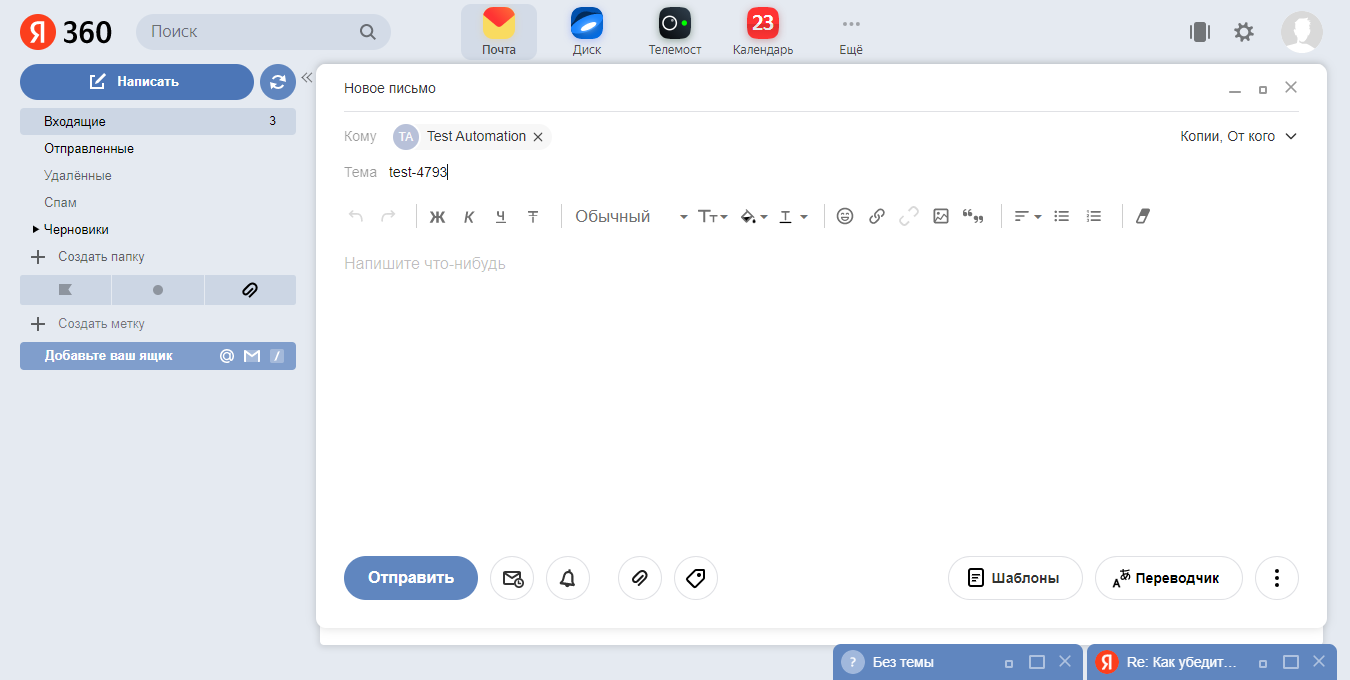 Я 360
Поиск
Почта
Диск
Телемост
23
Календарь
Ещё
Написать
Входящие 3
Отправленные
Удалённые
Спам
Черновики
Создать папку
Создать метку
Добавьте ваш ящик
Новое письмо
Кому TA Test Automation
Копии, От кого
Тема test-4793
Ж К Ч Т Обычный Тт Т
Напишите что-нибудь
Отправить
Шаблоны
Переводчик
? Без темы
Я Re: Как убедит...